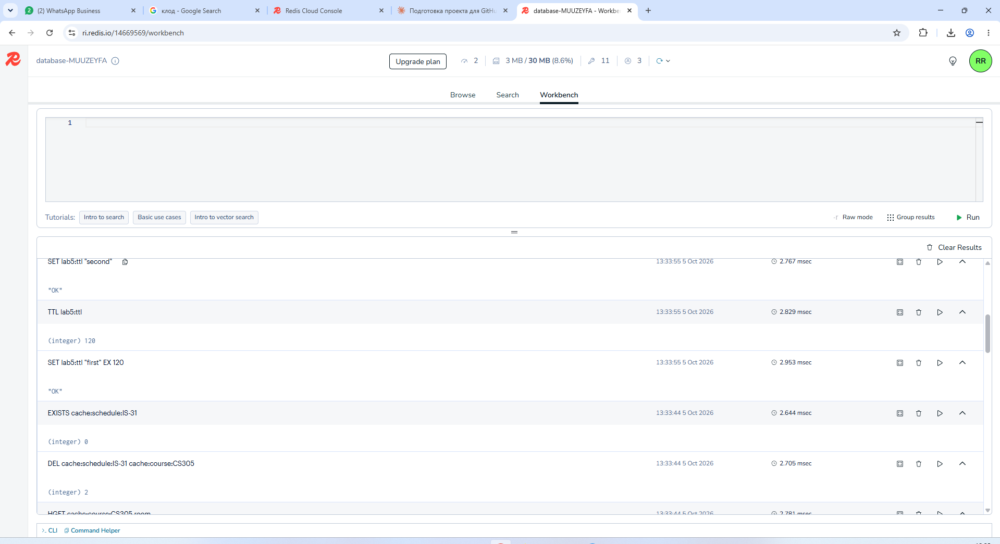 2 (2) WhatsApp Business
клод - Google Search
Redis Cloud Console
Подготовка проекта для GitHu
database-MUUZEYFA - Workbe
ri.redis.io/14669569/workbench
database-MUUZEYFA
Upgrade plan
2
3 MB / 30 MB (8.6%)
11
3
RR
Browse
Search
Workbench
1
Tutorials:
Intro to search
Basic use cases
Intro to vector search
-r Raw mode
Group results
Run
Clear Results
SET lab5:ttl "second" 13:33:55 5 Oct 2026 2.767 msec
"OK"
TTL lab5:ttl 13:33:55 5 Oct 2026 2.829 msec
(integer) 120
SET lab5:ttl "first" EX 120 13:33:55 5 Oct 2026 2.953 msec
"OK"
EXISTS cache:schedule:IS-31 13:33:44 5 Oct 2026 2.644 msec
(integer) 0
DEL cache:schedule:IS-31 cache:course:CS305 13:33:44 5 Oct 2026 2.705 msec
(integer) 2
HGET cache:course:CS305 room 13:33:44 5 Oct 2026 2.781 msec
>_ CLI
Command Helper